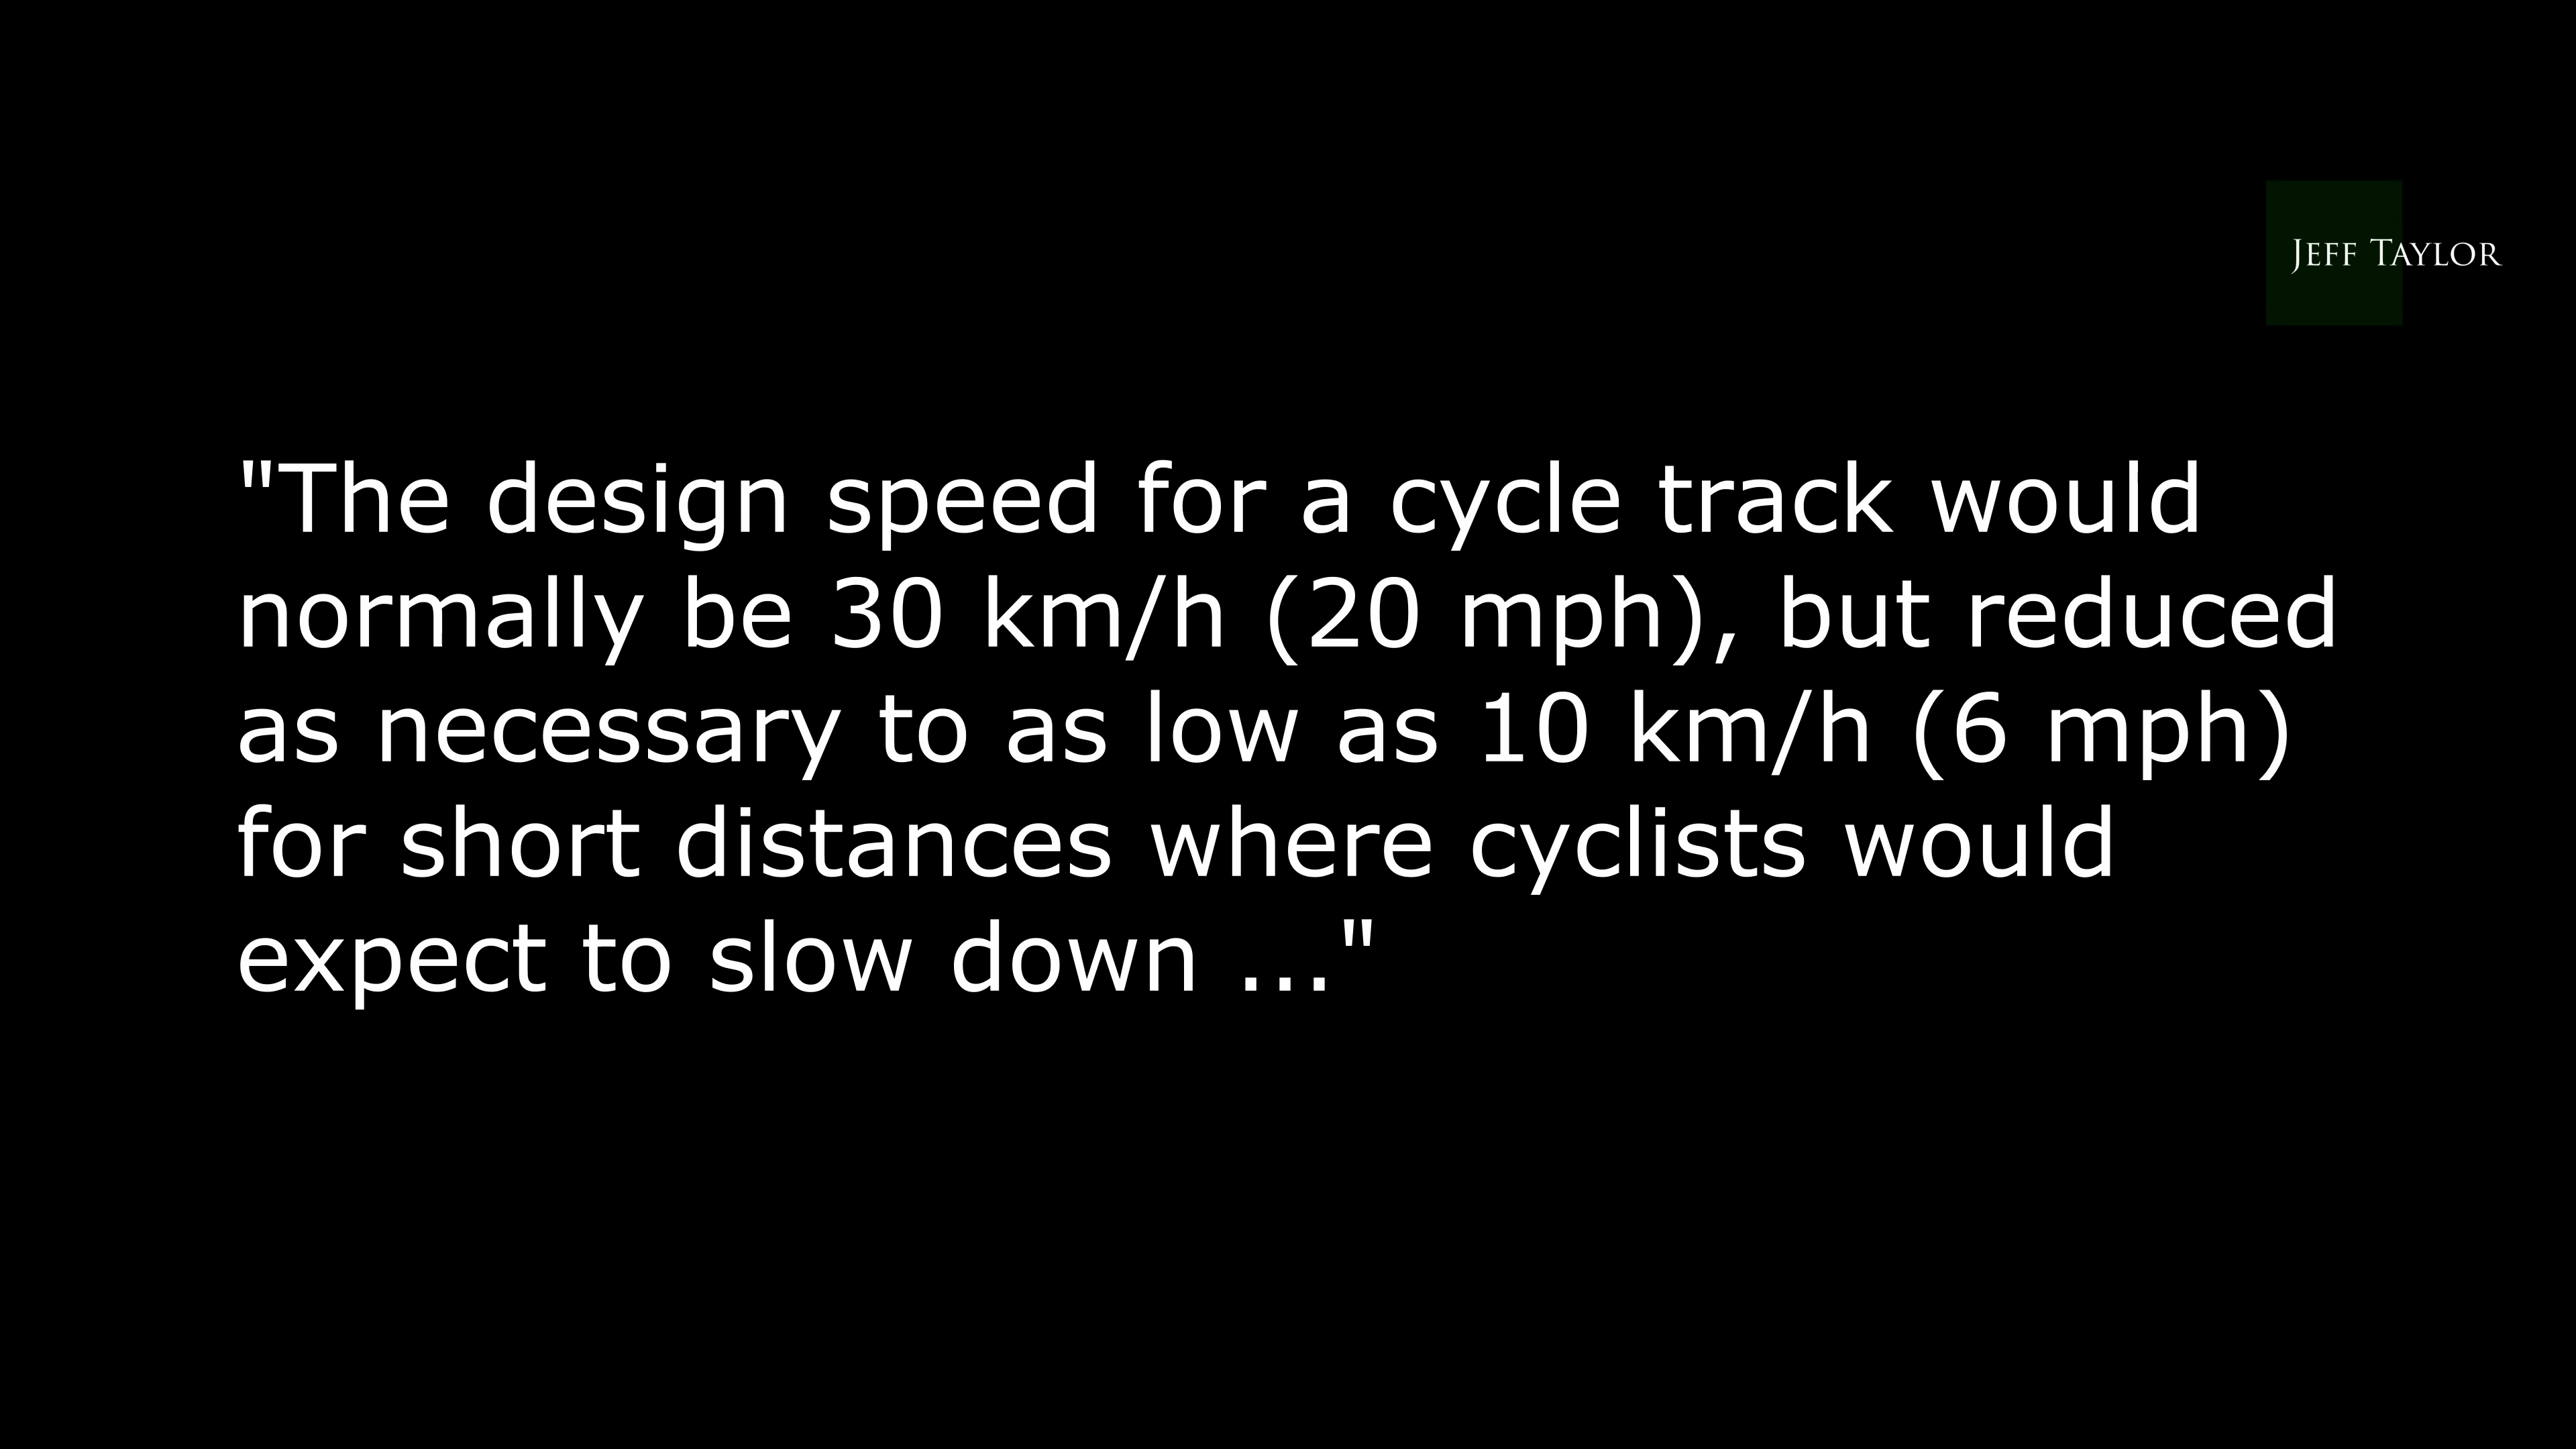 JEFF TAYLOR
"The design speed for a cycle track would
normally be 30 km/h (20 mph), but reduced
as necessary to as low as 10 km/h (6 mph)
for short distances where cyclists would
expect to slow down ..."